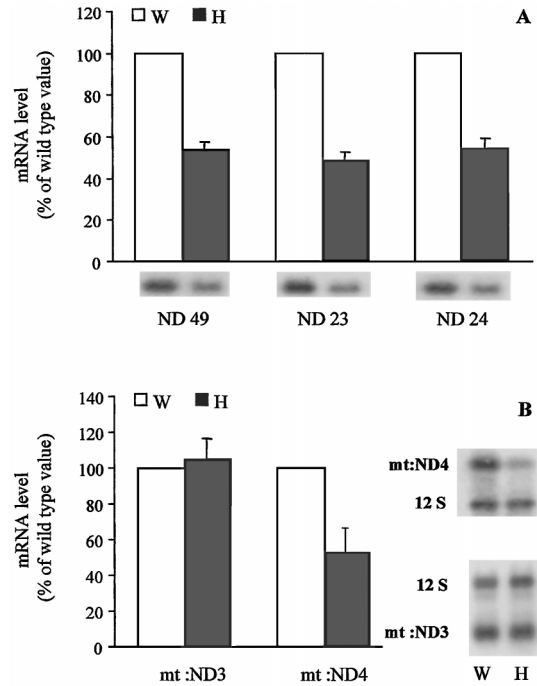 120
W H A
100
80
60
40
20
0
mRNA level
(% of wild type value)
ND 49 ND 23 ND 24
140
W H B
120
100
80
60
40
20
0
mRNA level
(% of wild type value)
mt :ND3 mt :ND4
mt:ND4
12 S
12 S
mt :ND3
W H